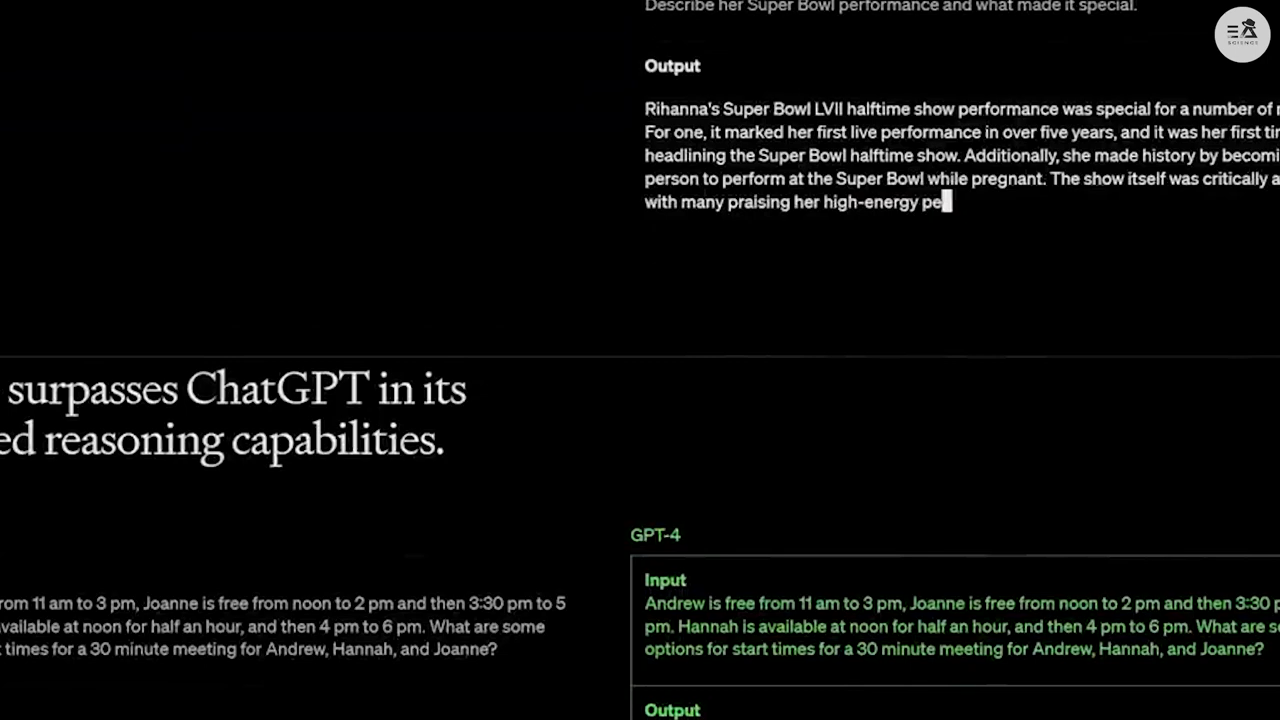 Describe her Super Bowl performance and what made it special.
SCIENCE
Output
Rihanna's Super Bowl LVII halftime show performance was special for a number of
For one, it marked her first live performance in over five years, and it was her first
headlining the Super Bowl halftime show. Additionally, she made history by
person to perform at the Super Bowl while pregnant. The show itself was critically
with many praising her high-energy pe
surpasses ChatGPT in its
ed reasoning capabilities.
GPT-4
Input
rom 11 am to 3 pm, Joanne is free from noon to 2 pm and then 3:30 pm to 5
vailable at noon for half an hour, and then 4 pm to 6 pm. What are some
times for a 30 minute meeting for Andrew, Hannah, and Joanne?
Andrew is free from 11 am to 3 pm, Joanne is free from noon to 2 pm and then 3:30
pm. Hannah is available at noon for half an hour, and then 4 pm to 6 pm. What are
options for start times for a 30 minute meeting for Andrew, Hannah, and Joanne?
Output